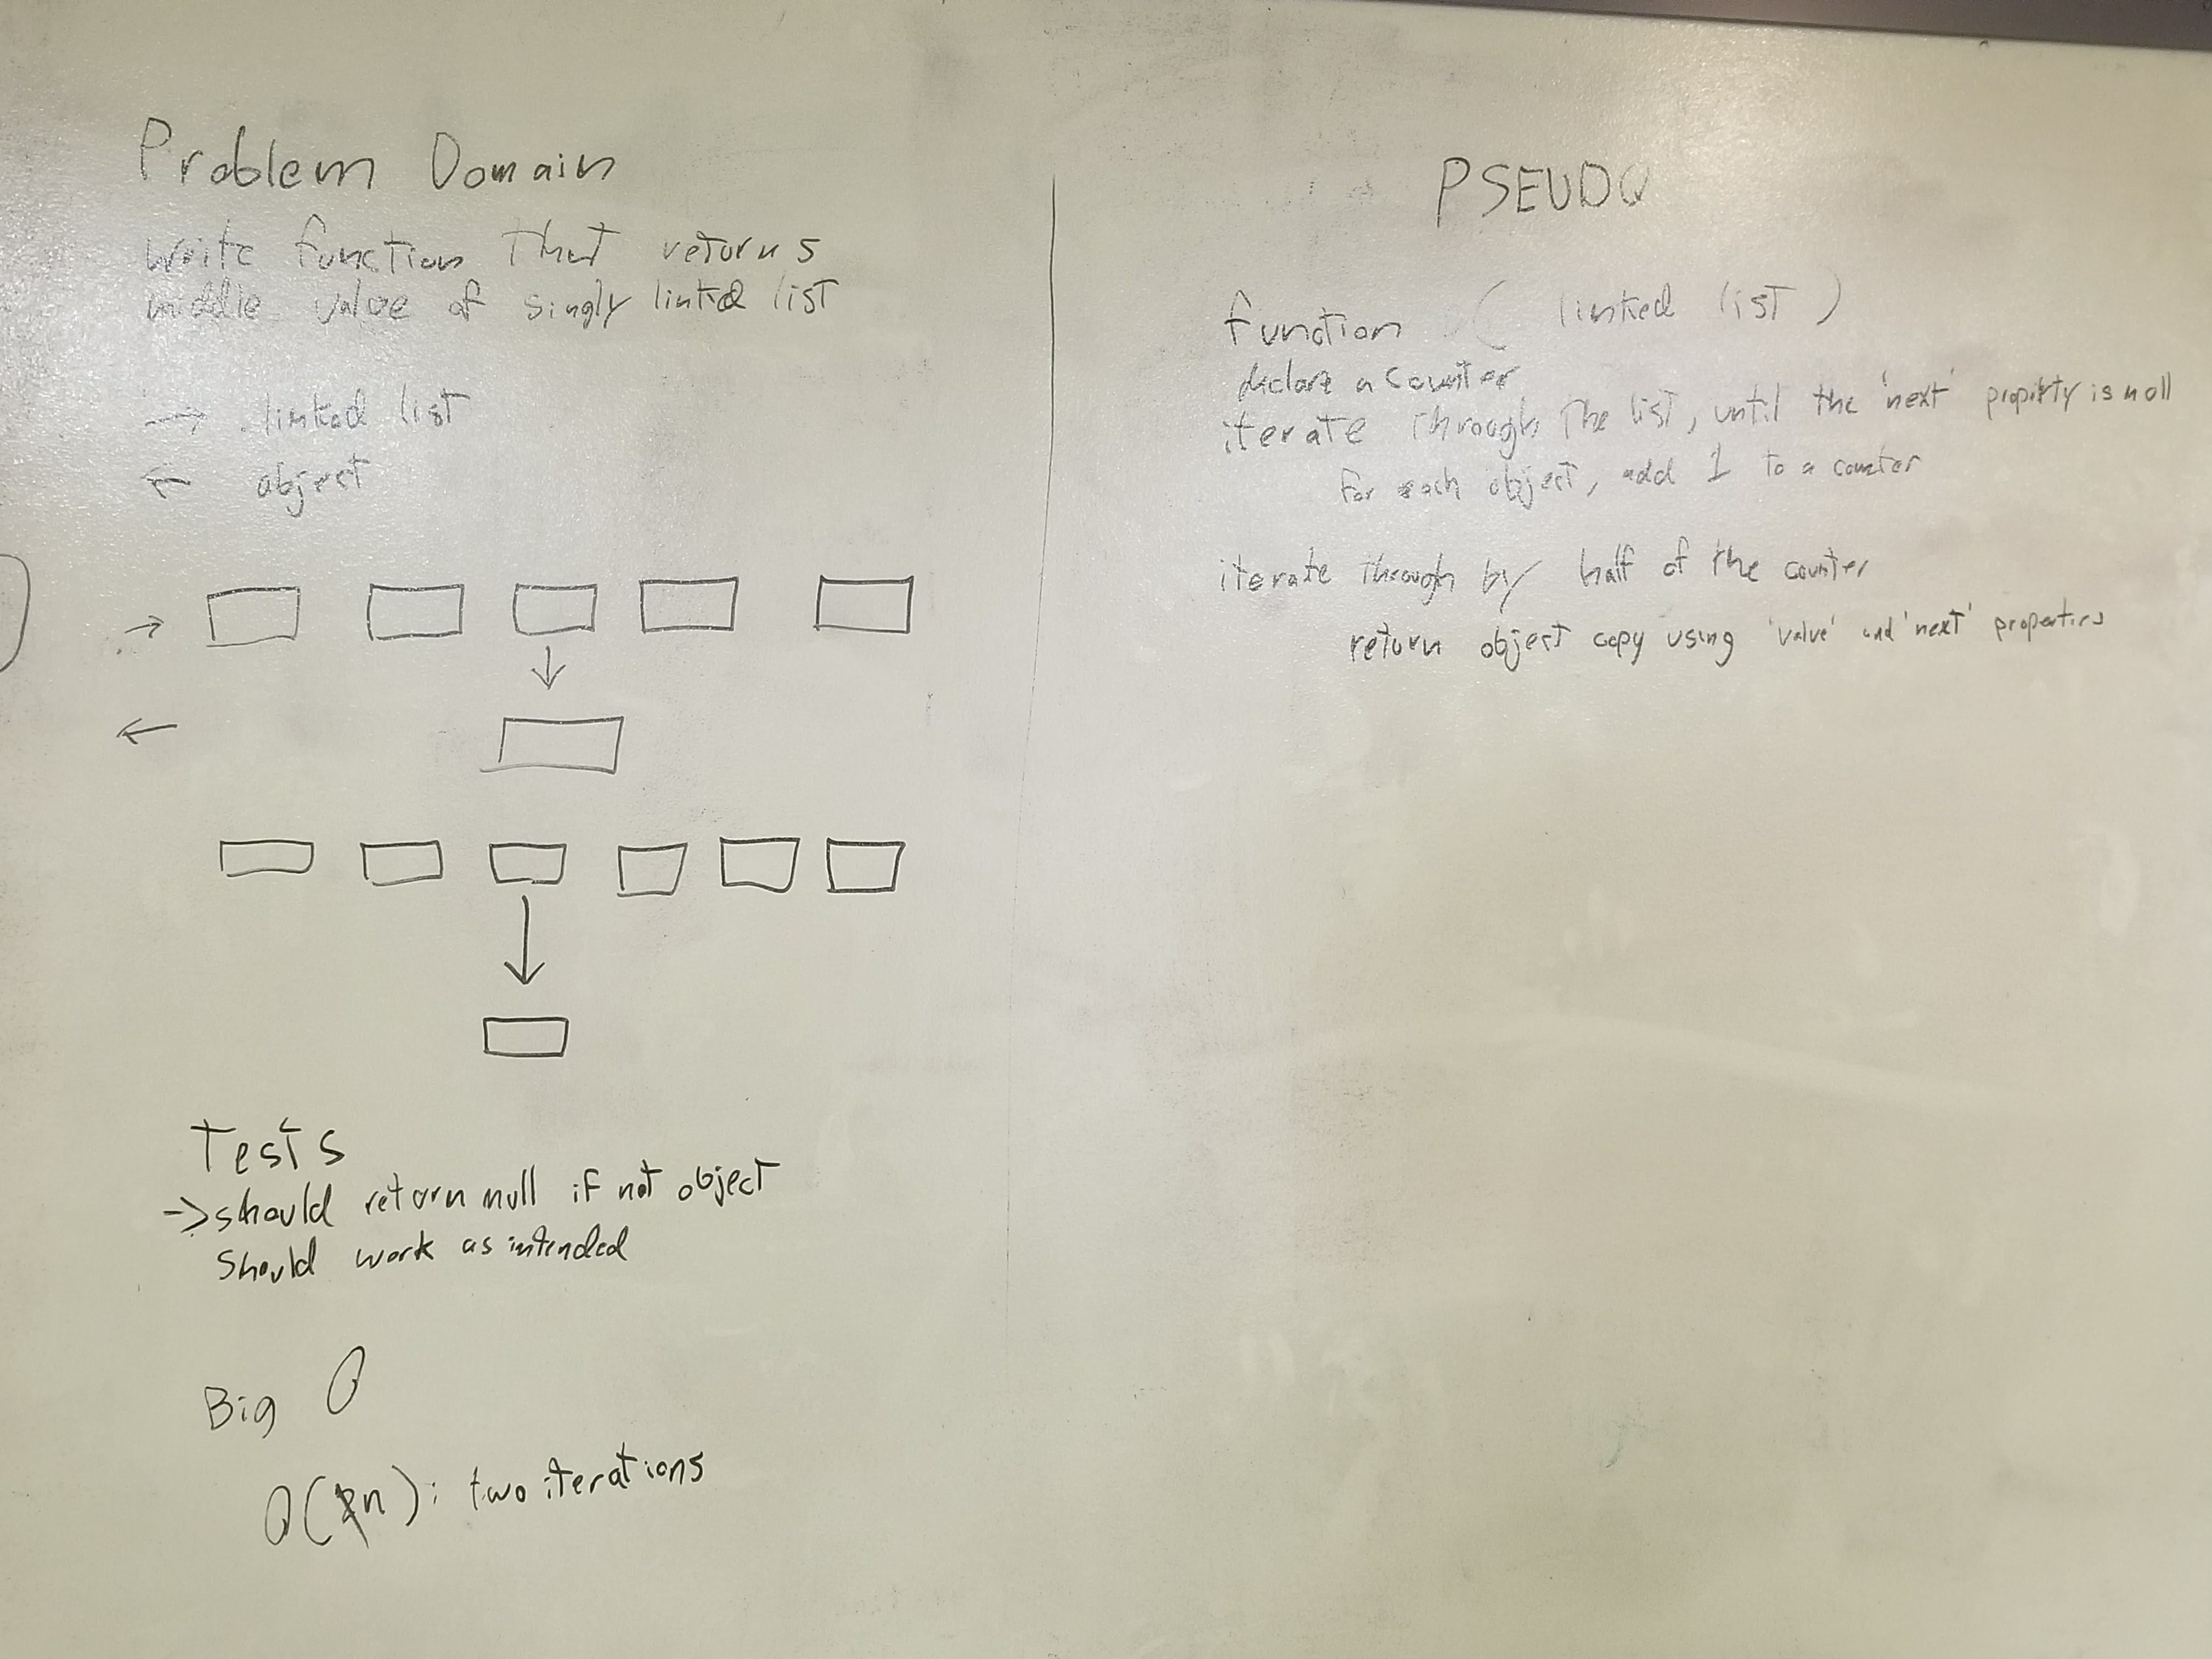 Problem Domain
write function that returns
middle value of singly linked list
→ linked list
← object
→
←
Tests
→ should return null if not object
should work as intended
Big O
O(n): two iterations
PSEUDO
function ( linked list )
declare a counter
iterate through the list, until the 'next' property is null
for each object, add 1 to a counter
iterate through by half of the counter
return object copy using 'value' and 'next' properties